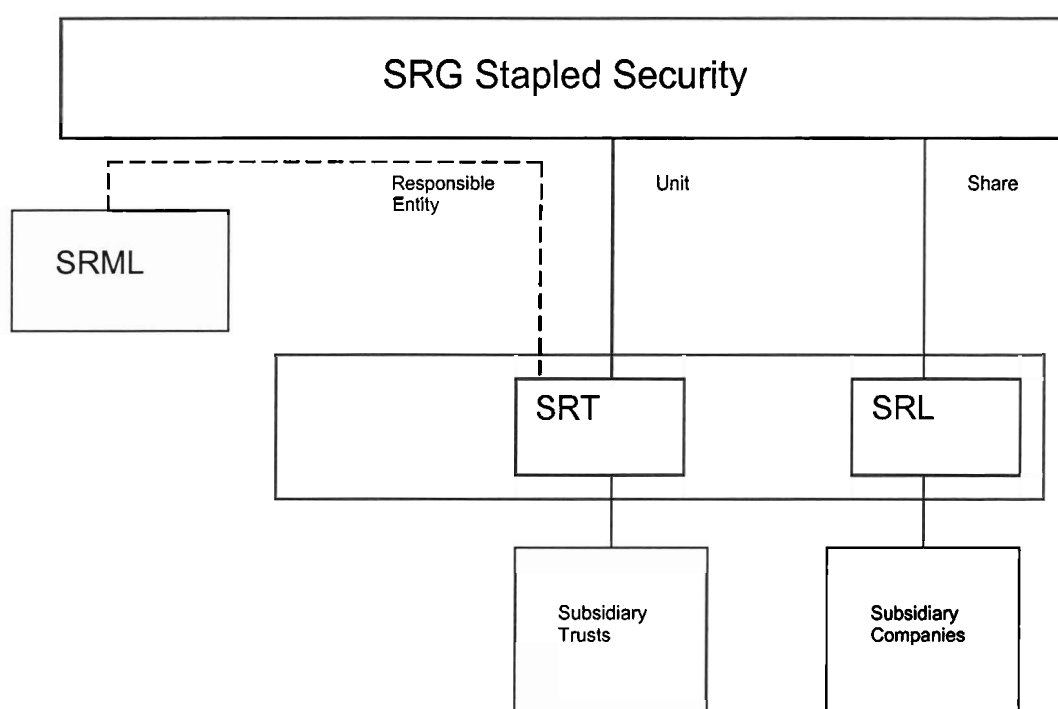 SRG Stapled Security
Responsible
Entity
Unit
Share
SRML
SRT
SRL
Subsidiary
Trusts
Subsidiary
Companies